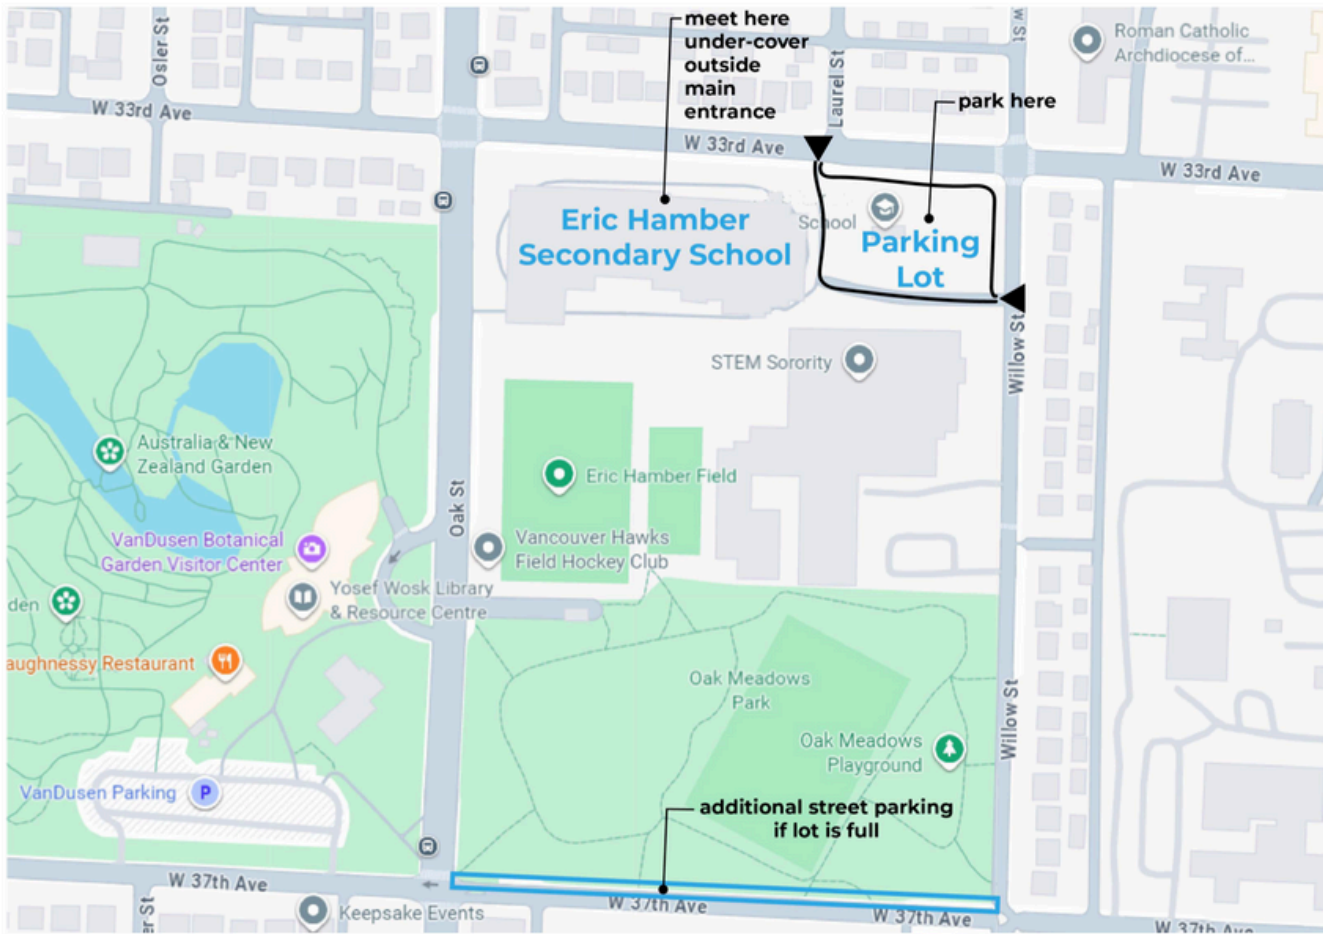 meet here
under-cover
outside
main
entrance
park here
Osler St
Laurel St
Roman Catholic
Archdiocese of...
W 33rd Ave
W 33rd Ave
W 33rd Ave
Eric Hamber
Secondary School
School
Parking
Lot
Willow St
STEM Sorority
Australia & New
Zealand Garden
Eric Hamber Field
Oak St
VanDusen Botanical
Garden Visitor Center
Vancouver Hawks
Field Hockey Club
Yosef Wosk Library
& Resource Centre
den
aughnessy Restaurant
Oak Meadows
Park
Willow St
Oak Meadows
Playground
VanDusen Parking
P
additional street parking
if lot is full
W 37th Ave
W 37th Ave
W 37th Ave
W 37th Ave
Keepsake Events
er St